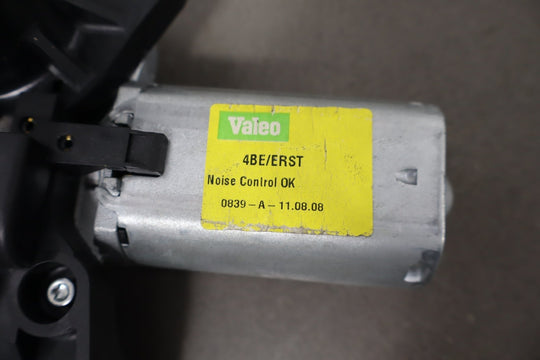 Valeo
4BE/ERST
Noise Control OK
0839-A-11.08.08